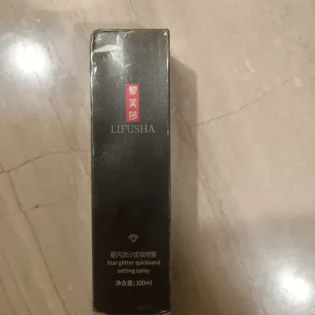 黎芙莎
LIFUSHA
Star glitter quicksand
setting spray
净含量:100ml